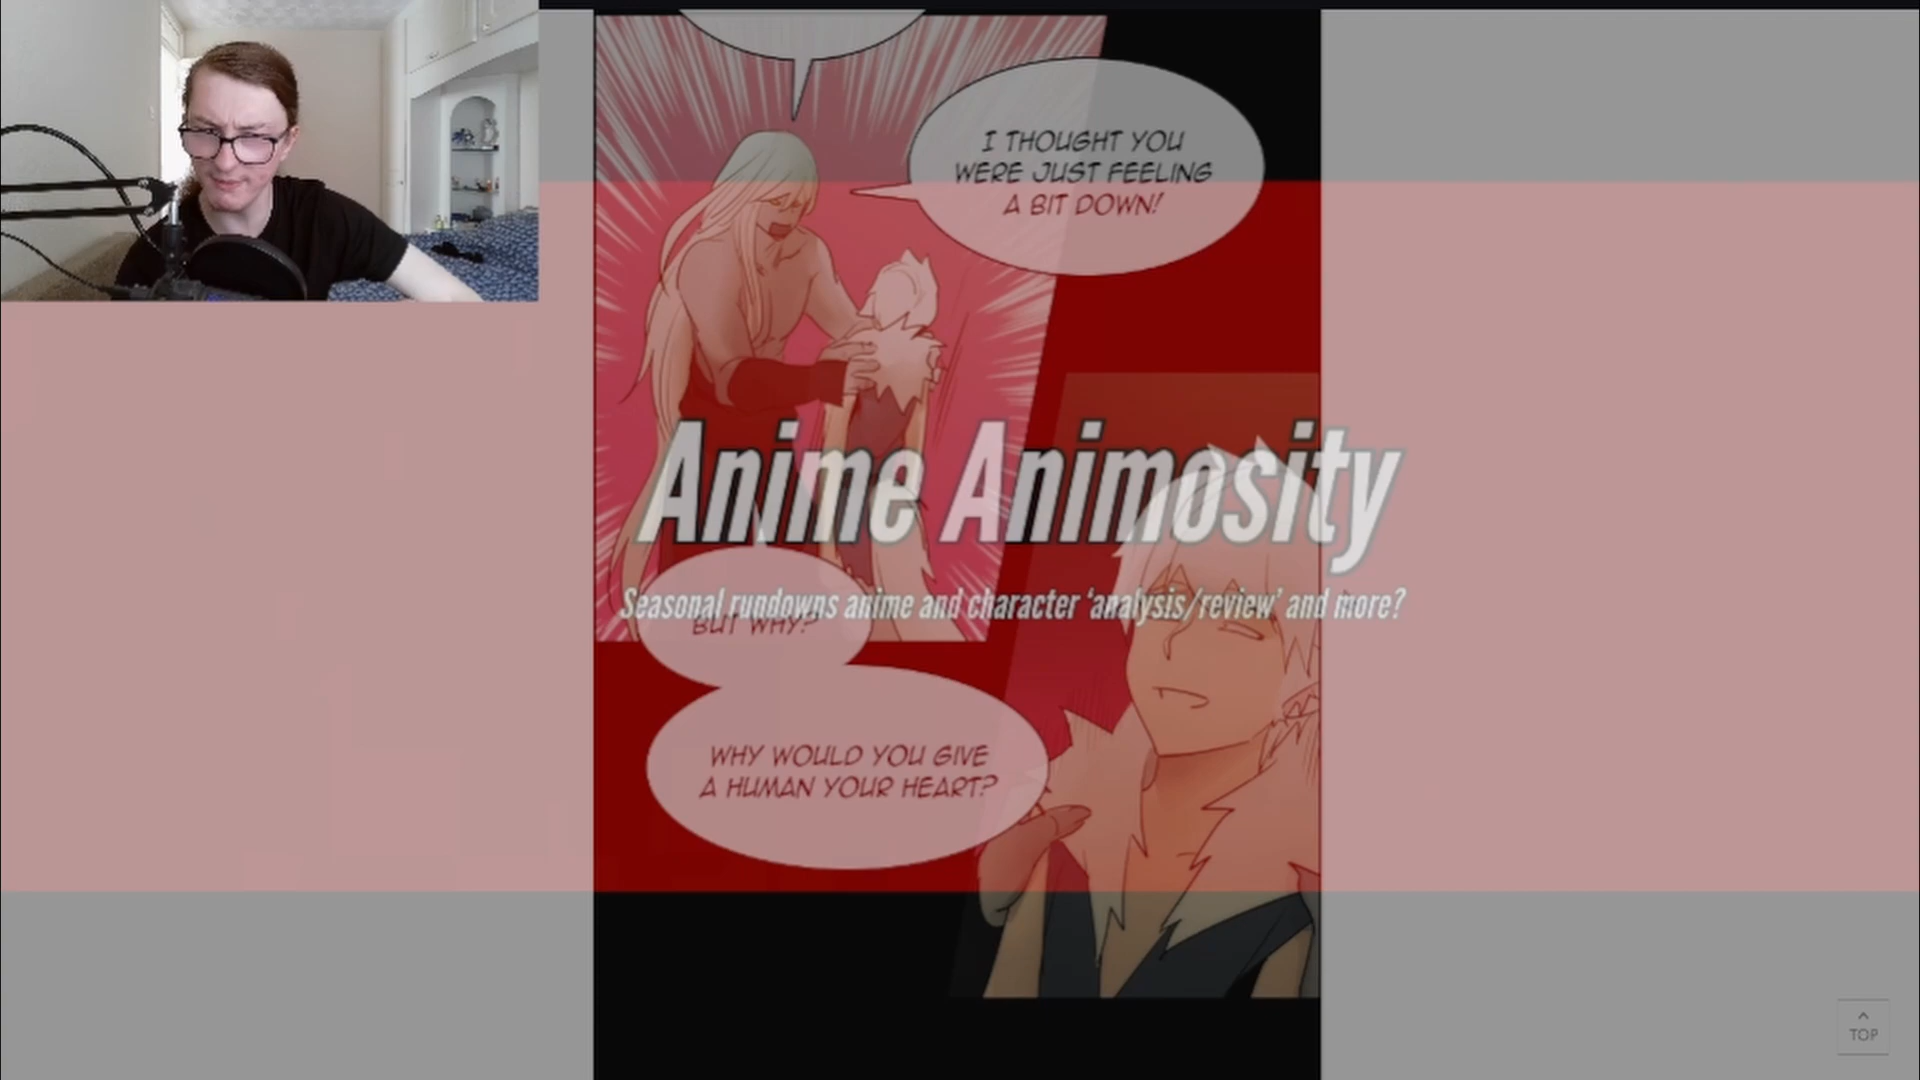 I THOUGHT YOU
WERE JUST FEELING
A BIT DOWN!
Anime Animosity
Seasonal rundowns anime and character 'analysis/review' and more?
BUT WHY?
WHY WOULD YOU GIVE
A HUMAN YOUR HEART?
TOP